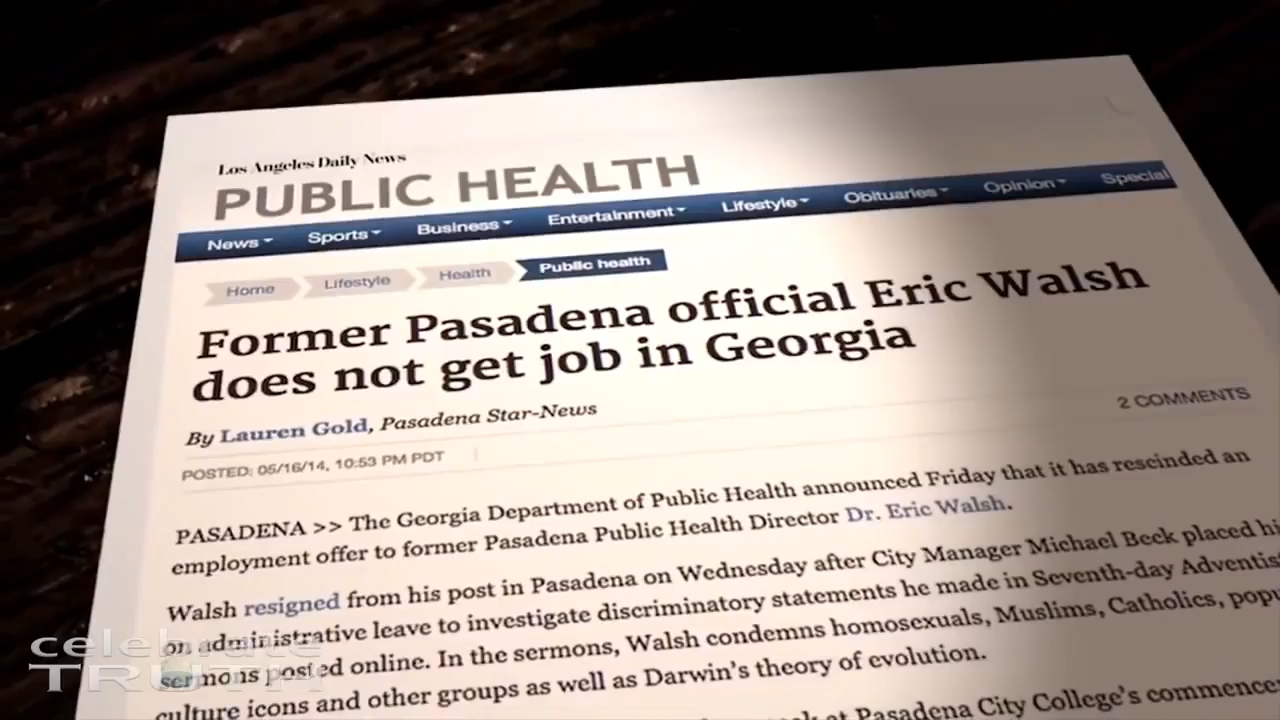 Los Angeles Daily News
PUBLIC HEALTH
News Sports Business Entertainment Lifestyle Obituaries Opinion Special
Home Lifestyle Health Public health
Former Pasadena official Eric Walsh
does not get job in Georgia
By Lauren Gold, Pasadena Star-News
2 COMMENTS
POSTED: 05/16/14, 10:53 PM PDT
PASADENA >> The Georgia Department of Public Health announced Friday that it has rescinded an
employment offer to former Pasadena Public Health Director Dr. Eric Walsh.
Walsh resigned from his post in Pasadena on Wednesday after City Manager Michael Beck placed hi
on administrative leave to investigate discriminatory statements he made in Seventh-day Adventis
sermons posted online. In the sermons, Walsh condemns homosexuals, Muslims, Catholics, popu
culture icons and other groups as well as Darwin's theory of evolution.
at Pasadena City College's commence
celebrate
TRUTH